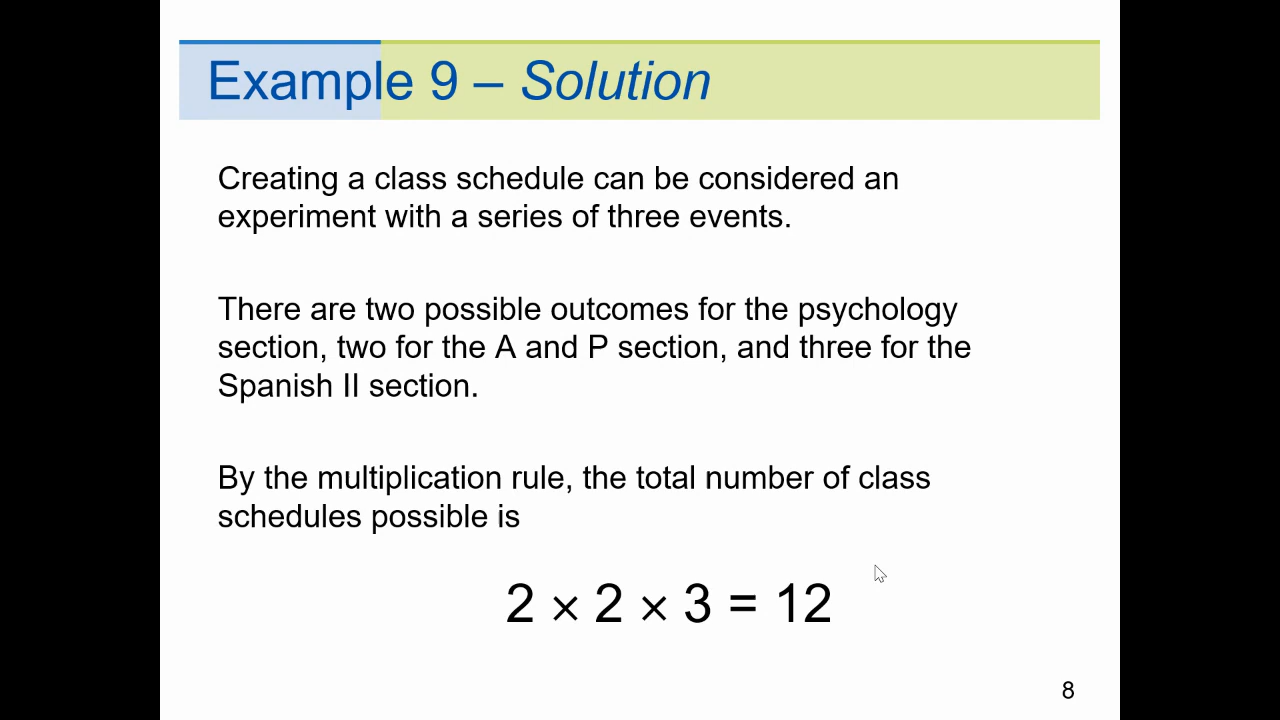 Example 9 – Solution
Creating a class schedule can be considered an
experiment with a series of three events.
There are two possible outcomes for the psychology
section, two for the A and P section, and three for the
Spanish II section.
By the multiplication rule, the total number of class
schedules possible is
2 × 2 × 3 = 12
8